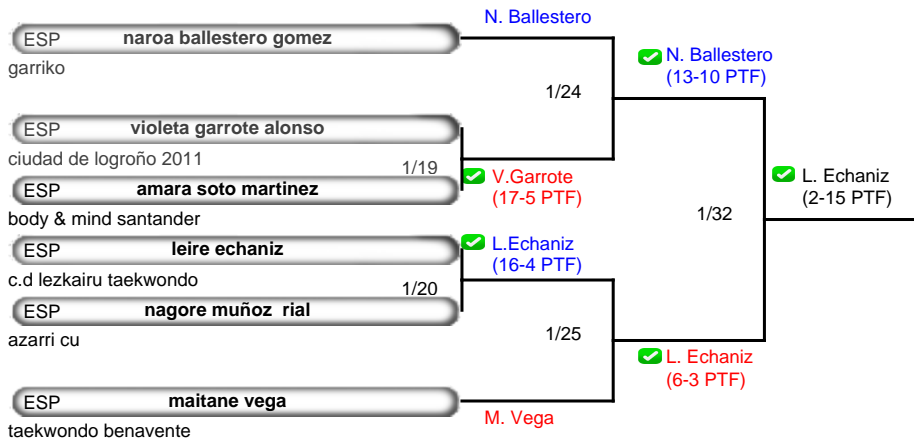 N. Ballestero
ESP naroa ballestero gomez
garriko
N. Ballestero
(13-10 PTF)
1/24
ESP violeta garrote alonso
ciudad de logroño 2011
1/19
V.Garrote
(17-5 PTF)
ESP amara soto martinez
body & mind santander
L. Echaniz
(2-15 PTF)
1/32
ESP leire echaniz
c.d lezkairu taekwondo
L.Echaniz
(16-4 PTF)
1/20
ESP nagore muñoz rial
azarri cu
1/25
L. Echaniz
(6-3 PTF)
ESP maitane vega
taekwondo benavente
M. Vega